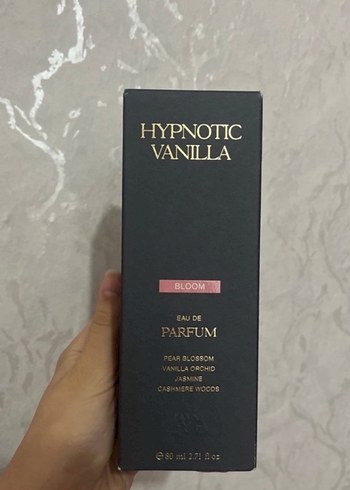 HYPNOTIC
VANILLA
BLOOM
EAU DE
PARFUM
PEAR BLOSSOM
VANILLA ORCHID
JASMINE
CASHMERE WOODS
℮ 80 ml 2.71 fl oz